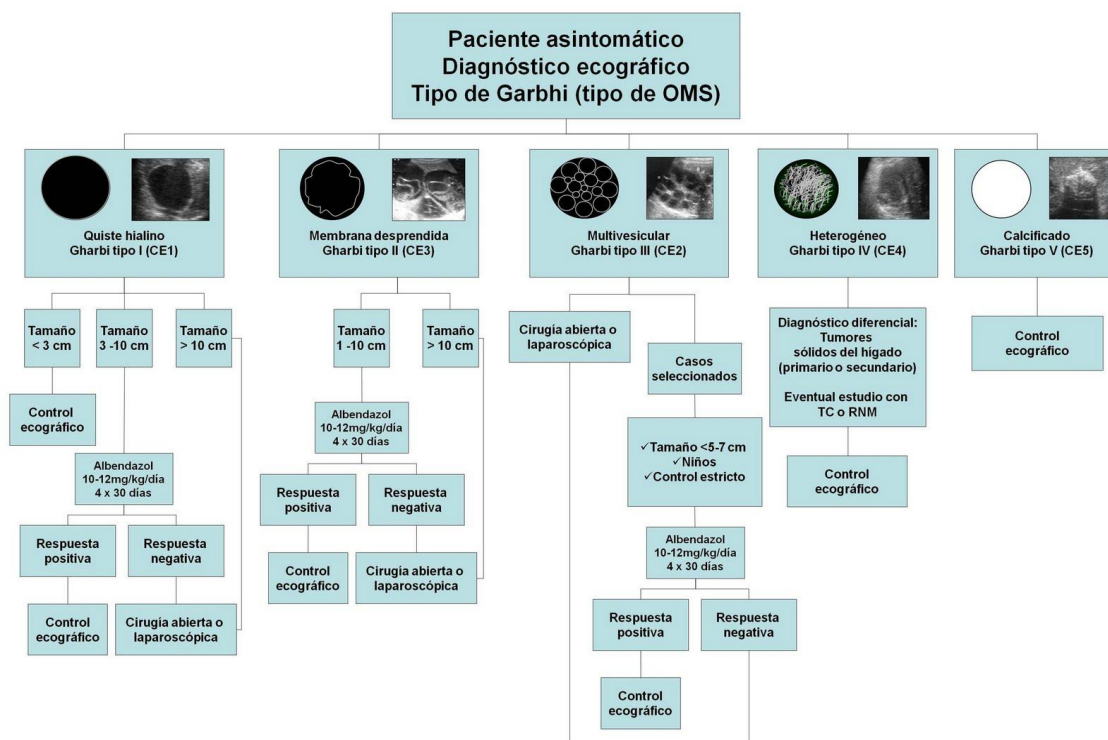 Paciente asintomático
Diagnóstico ecográfico
Tipo de Garbhi (tipo de OMS)
Quiste hialino
Gharbi tipo I (CE1)
Membrana desprendida
Gharbi tipo II (CE3)
Multivesicular
Gharbi tipo III (CE2)
Heterogéneo
Gharbi tipo IV (CE4)
Calcificado
Gharbi tipo V (CE5)
Tamaño
< 3 cm
Tamaño
3 -10 cm
Tamaño
> 10 cm
Control
ecográfico
Albendazol
10-12mg/kg/día
4 x 30 días
Respuesta
positiva
Respuesta
negativa
Control
ecográfico
Cirugía abierta o
laparoscópica
Tamaño
1 -10 cm
Tamaño
> 10 cm
Albendazol
10-12mg/kg/día
4 x 30 días
Respuesta
positiva
Respuesta
negativa
Control
ecográfico
Cirugía abierta o
laparoscópica
Cirugía abierta o
laparoscópica
Casos
seleccionados
✓Tamaño <5-7 cm
✓Niños
✓Control estricto
Albendazol
10-12mg/kg/día
4 x 30 días
Respuesta
positiva
Respuesta
negativa
Control
ecográfico
Diagnóstico diferencial:
Tumores
sólidos del hígado
(primario o secundario)
Eventual estudio con
TC o RNM
Control
ecográfico
Control
ecográfico